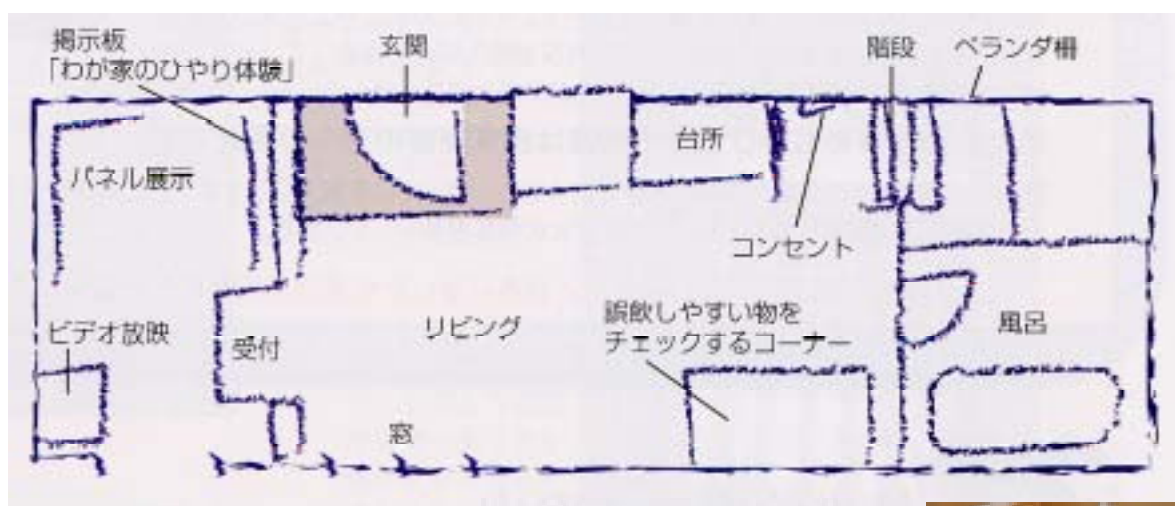 掲示板
「わが家のひやり体験」
玄関
階段
ベランダ柵
パネル展示
台所
コンセント
ビデオ放映
受付
リビング
誤飲しやすい物を
チェックするコーナー
風呂
窓